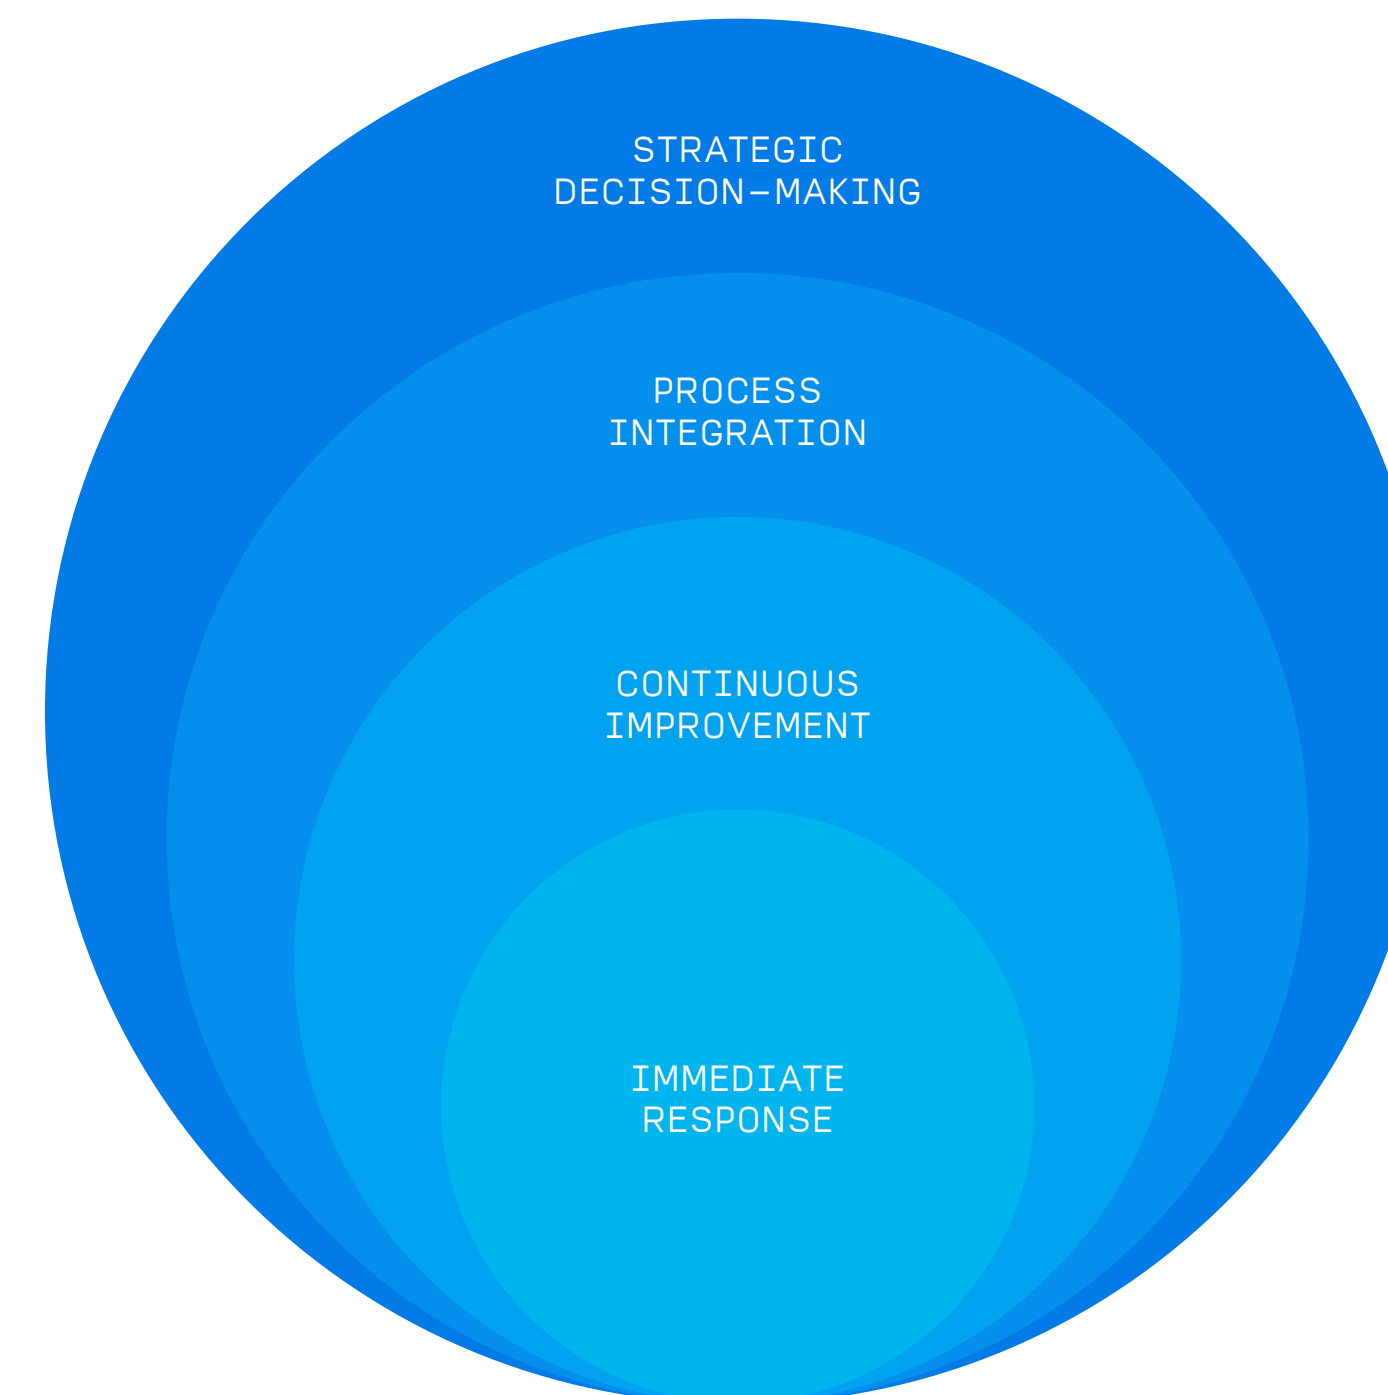 STRATEGIC
DECISION-MAKING
PROCESS
INTEGRATION
CONTINUOUS
IMPROVEMENT
IMMEDIATE
RESPONSE